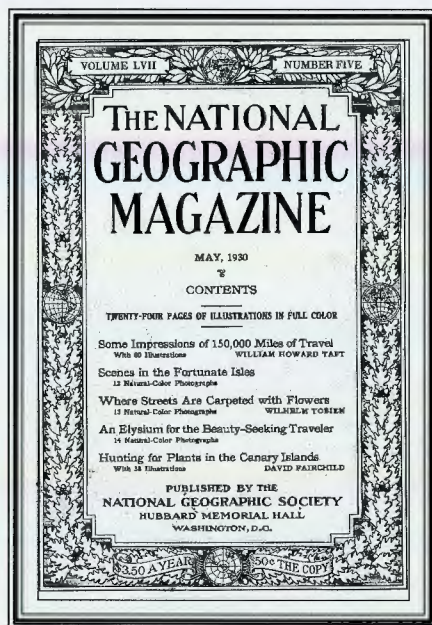 VOLUME LVII NUMBER FIVE
THE NATIONAL
GEOGRAPHIC
MAGAZINE
MAY, 1930
CONTENTS
TWENTY-FOUR PAGES OF ILLUSTRATIONS IN FULL COLOR
Some Impressions of 150,000 Miles of Travel
With 60 Illustrations WILLIAM HOWARD TAFT
Scenes in the Fortunate Isles
12 Natural-Color Photographs
Where Streets Are Carpeted with Flowers
13 Natural-Color Photographs WILHELM TOBIEN
An Elysium for the Beauty-Seeking Traveler
14 Natural-Color Photographs
Hunting for Plants in the Canary Islands
With 38 Illustrations DAVID FAIRCHILD
PUBLISHED BY THE
NATIONAL GEOGRAPHIC SOCIETY
HUBBARD MEMORIAL HALL
WASHINGTON, D.C.
$3.50 A YEAR 50¢ THE COPY